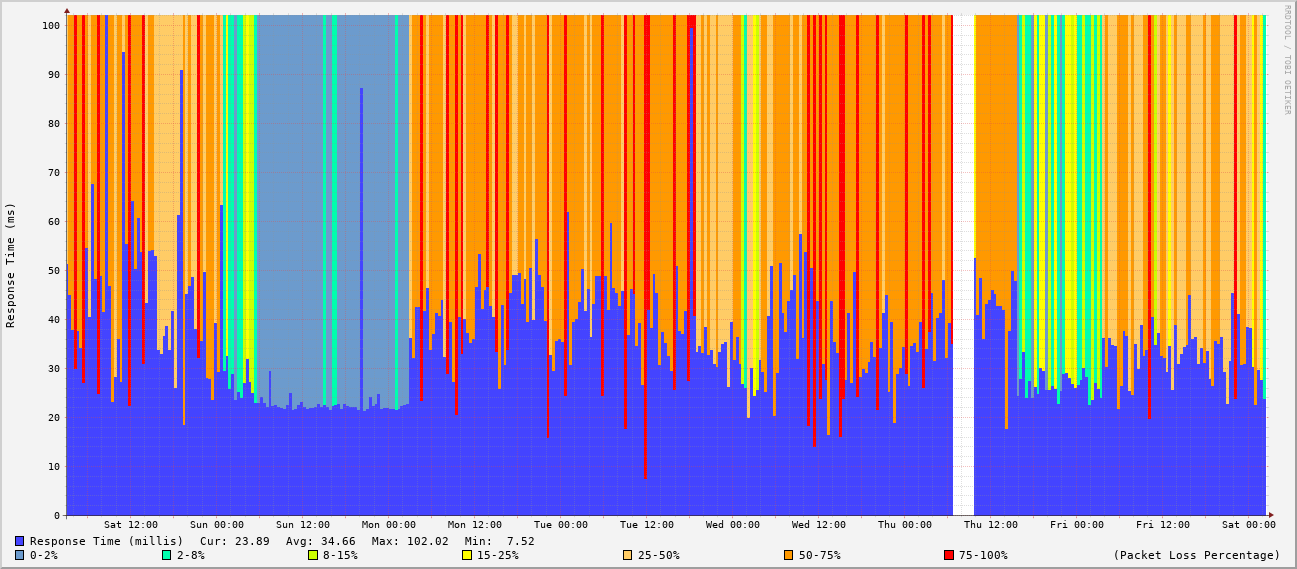 RRDTOOL / TOBI OETIKER
Response Time (ms)
100
90
80
70
60
50
40
30
20
10
0
Sat 12:00 Sun 00:00 Sun 12:00 Mon 00:00 Mon 12:00 Tue 00:00 Tue 12:00 Wed 00:00 Wed 12:00 Thu 00:00 Thu 12:00 Fri 00:00 Fri 12:00 Sat 00:00
Response Time (millis) Cur: 23.89 Avg: 34.66 Max: 102.02 Min: 7.52
0-2% 2-8% 8-15% 15-25% 25-50% 50-75% 75-100% (Packet Loss Percentage)